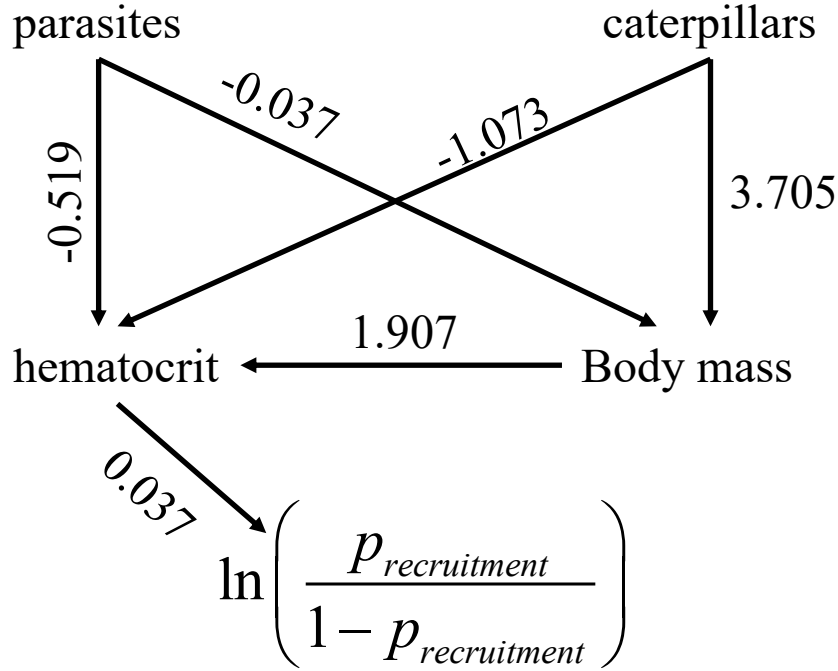 parasites
caterpillars
-0.037
-1.073
-0.519
3.705
1.907
hematocrit
Body mass
0.037
ln(p_recruitment / 1 − p_recruitment)